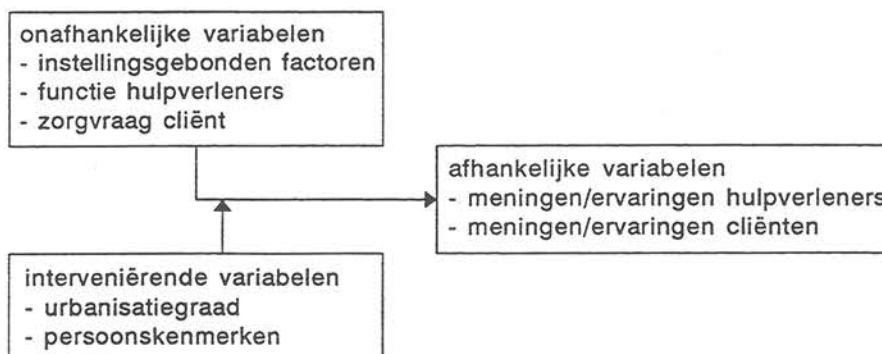 onafhankelijke variabelen
- instellingsgebonden factoren
- functie hulpverleners
- zorgvraag cliënt
afhankelijke variabelen
- meningen/ervaringen hulpverleners
- meningen/ervaringen cliënten
interveniërende variabelen
- urbanisatiegraad
- persoonskenmerken